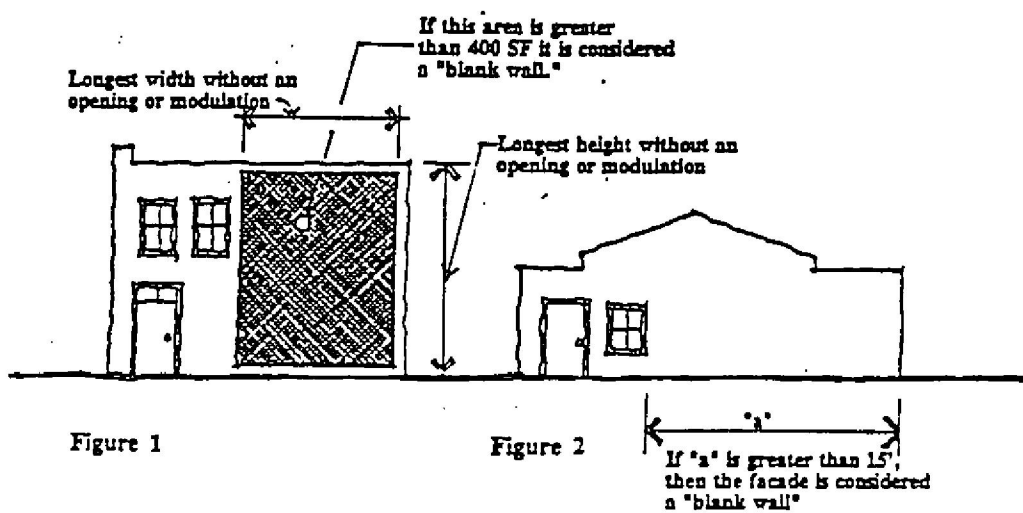 If this area is greater
than 400 SF it is considered
a "blank wall."
Longest width without an
opening or modulation
Longest height without an
opening or modulation
Figure 1
Figure 2
"a"
If "a" is greater than 15',
then the facade is considered
a "blank wall"